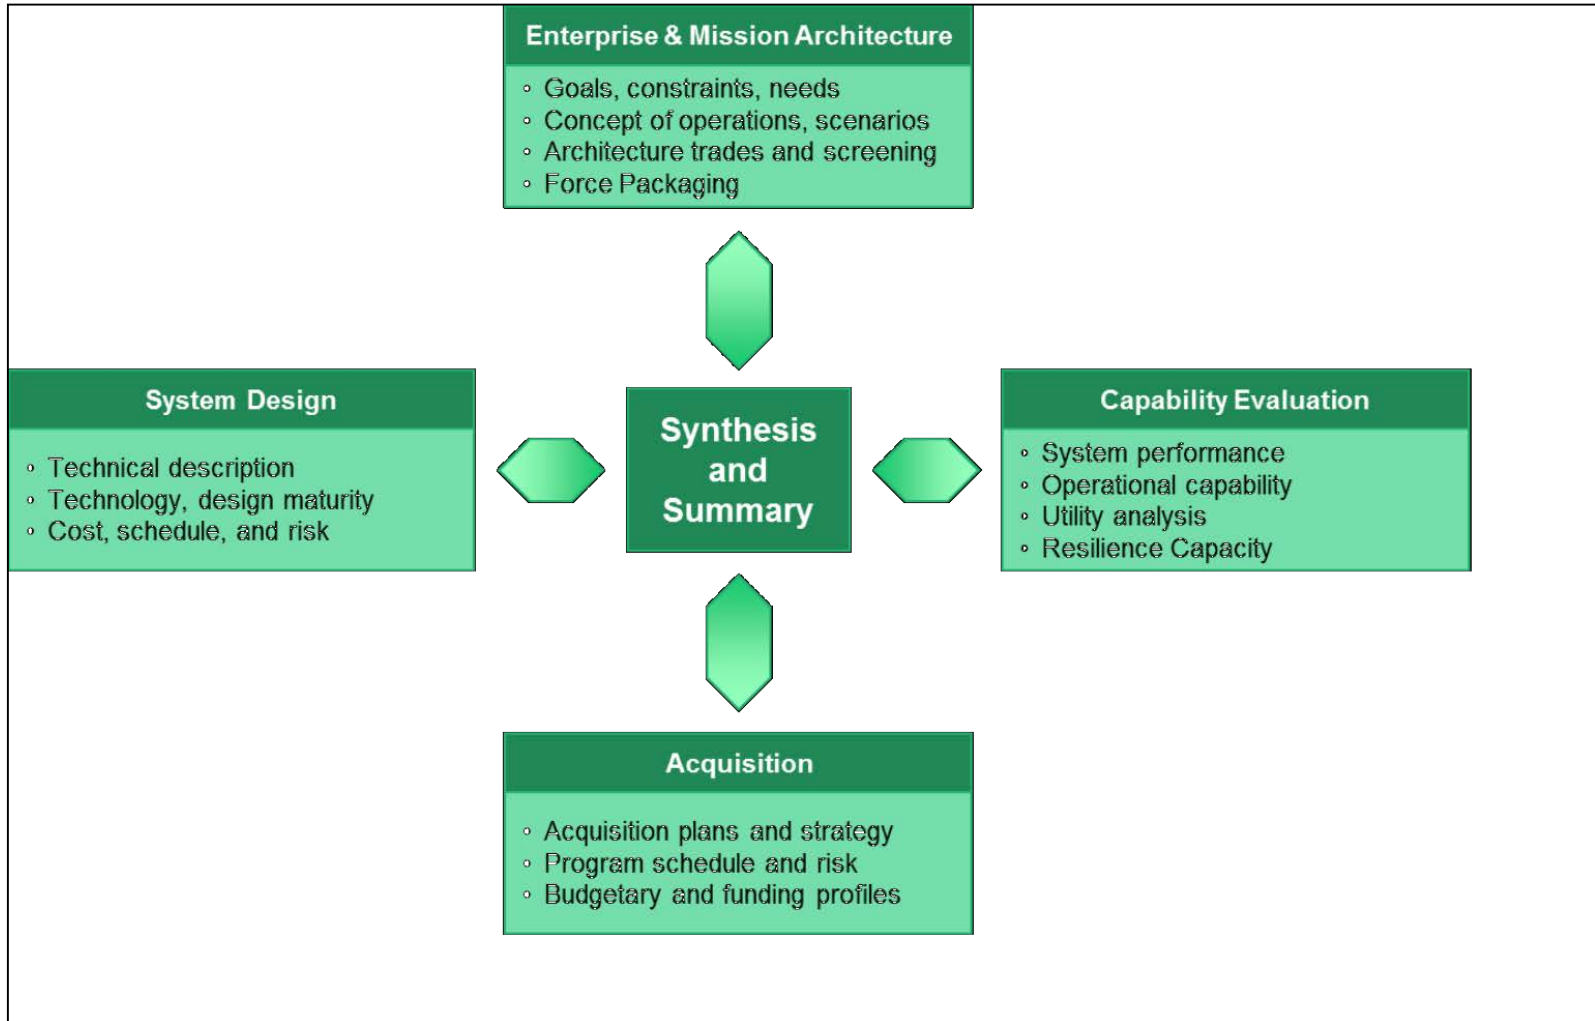 Enterprise & Mission Architecture
◦ Goals, constraints, needs
◦ Concept of operations, scenarios
◦ Architecture trades and screening
◦ Force Packaging
System Design
◦ Technical description
◦ Technology, design maturity
◦ Cost, schedule, and risk
Synthesis
and
Summary
Capability Evaluation
◦ System performance
◦ Operational capability
◦ Utility analysis
◦ Resilience Capacity
Acquisition
◦ Acquisition plans and strategy
◦ Program schedule and risk
◦ Budgetary and funding profiles